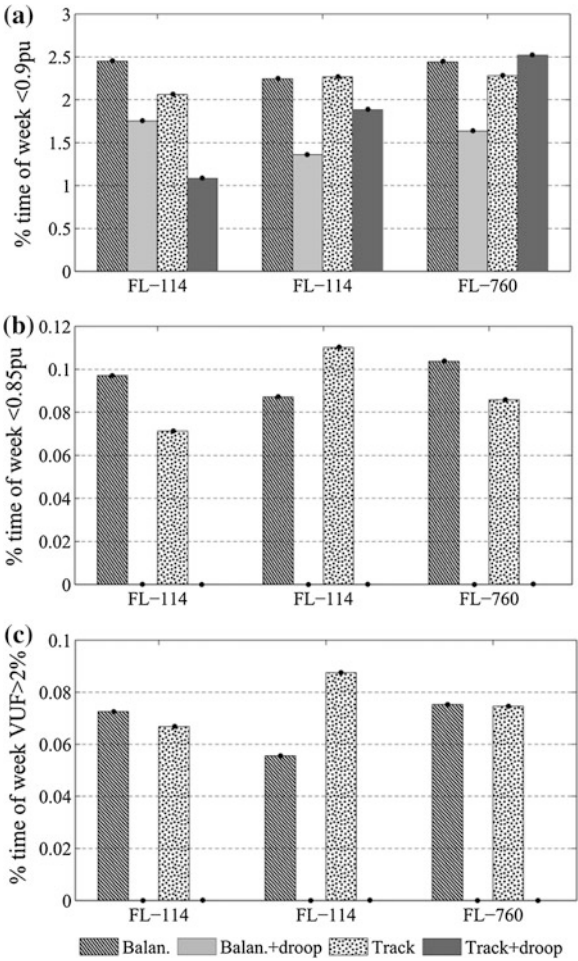 (a)
% time of week <0.9pu
3
2.5
2
1.5
1
0.5
0
FL−114 FL−114 FL−760
(b)
% time of week <0.85pu
0.12
0.1
0.08
0.06
0.04
0.02
0
FL−114 FL−114 FL−760
(c)
% time of week VUF>2%
0.1
0.08
0.06
0.04
0.02
0
FL−114 FL−114 FL−760
Balan. Balan.+droop Track Track+droop